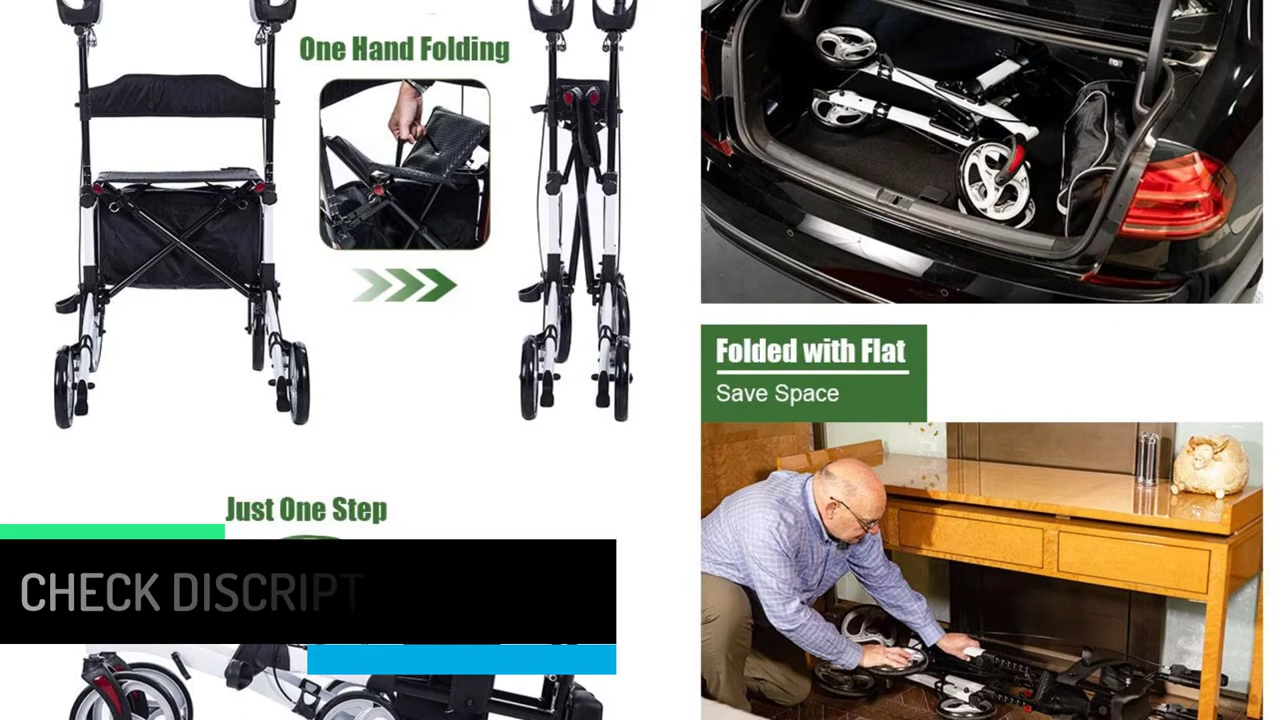 One Hand Folding
Folded with Flat
Save Space
Just One Step
CHECK DISCRIPT